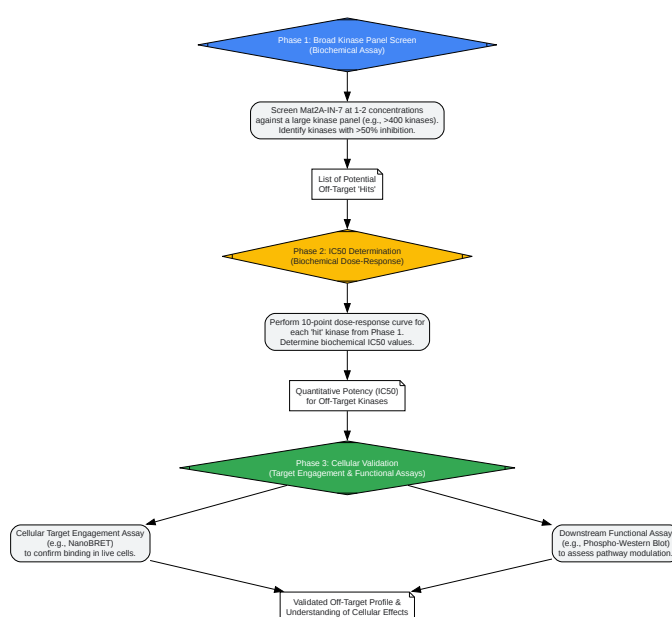 Phase 1: Broad Kinase Panel Screen
(Biochemical Assay)
Screen Mat2A-IN-7 at 1-2 concentrations
against a large kinase panel (e.g., >400 kinases).
Identify kinases with >50% inhibition.
List of Potential
Off-Target 'Hits'
Phase 2: IC50 Determination
(Biochemical Dose-Response)
Perform 10-point dose-response curve for
each 'hit' kinase from Phase 1.
Determine biochemical IC50 values.
Quantitative Potency (IC50)
for Off-Target Kinases
Phase 3: Cellular Validation
(Target Engagement & Functional Assays)
Cellular Target Engagement Assay
(e.g., NanoBRET)
to confirm binding in live cells.
Downstream Functional Assay
(e.g., Phospho-Western Blot)
to assess pathway modulation.
Validated Off-Target Profile &
Understanding of Cellular Effects